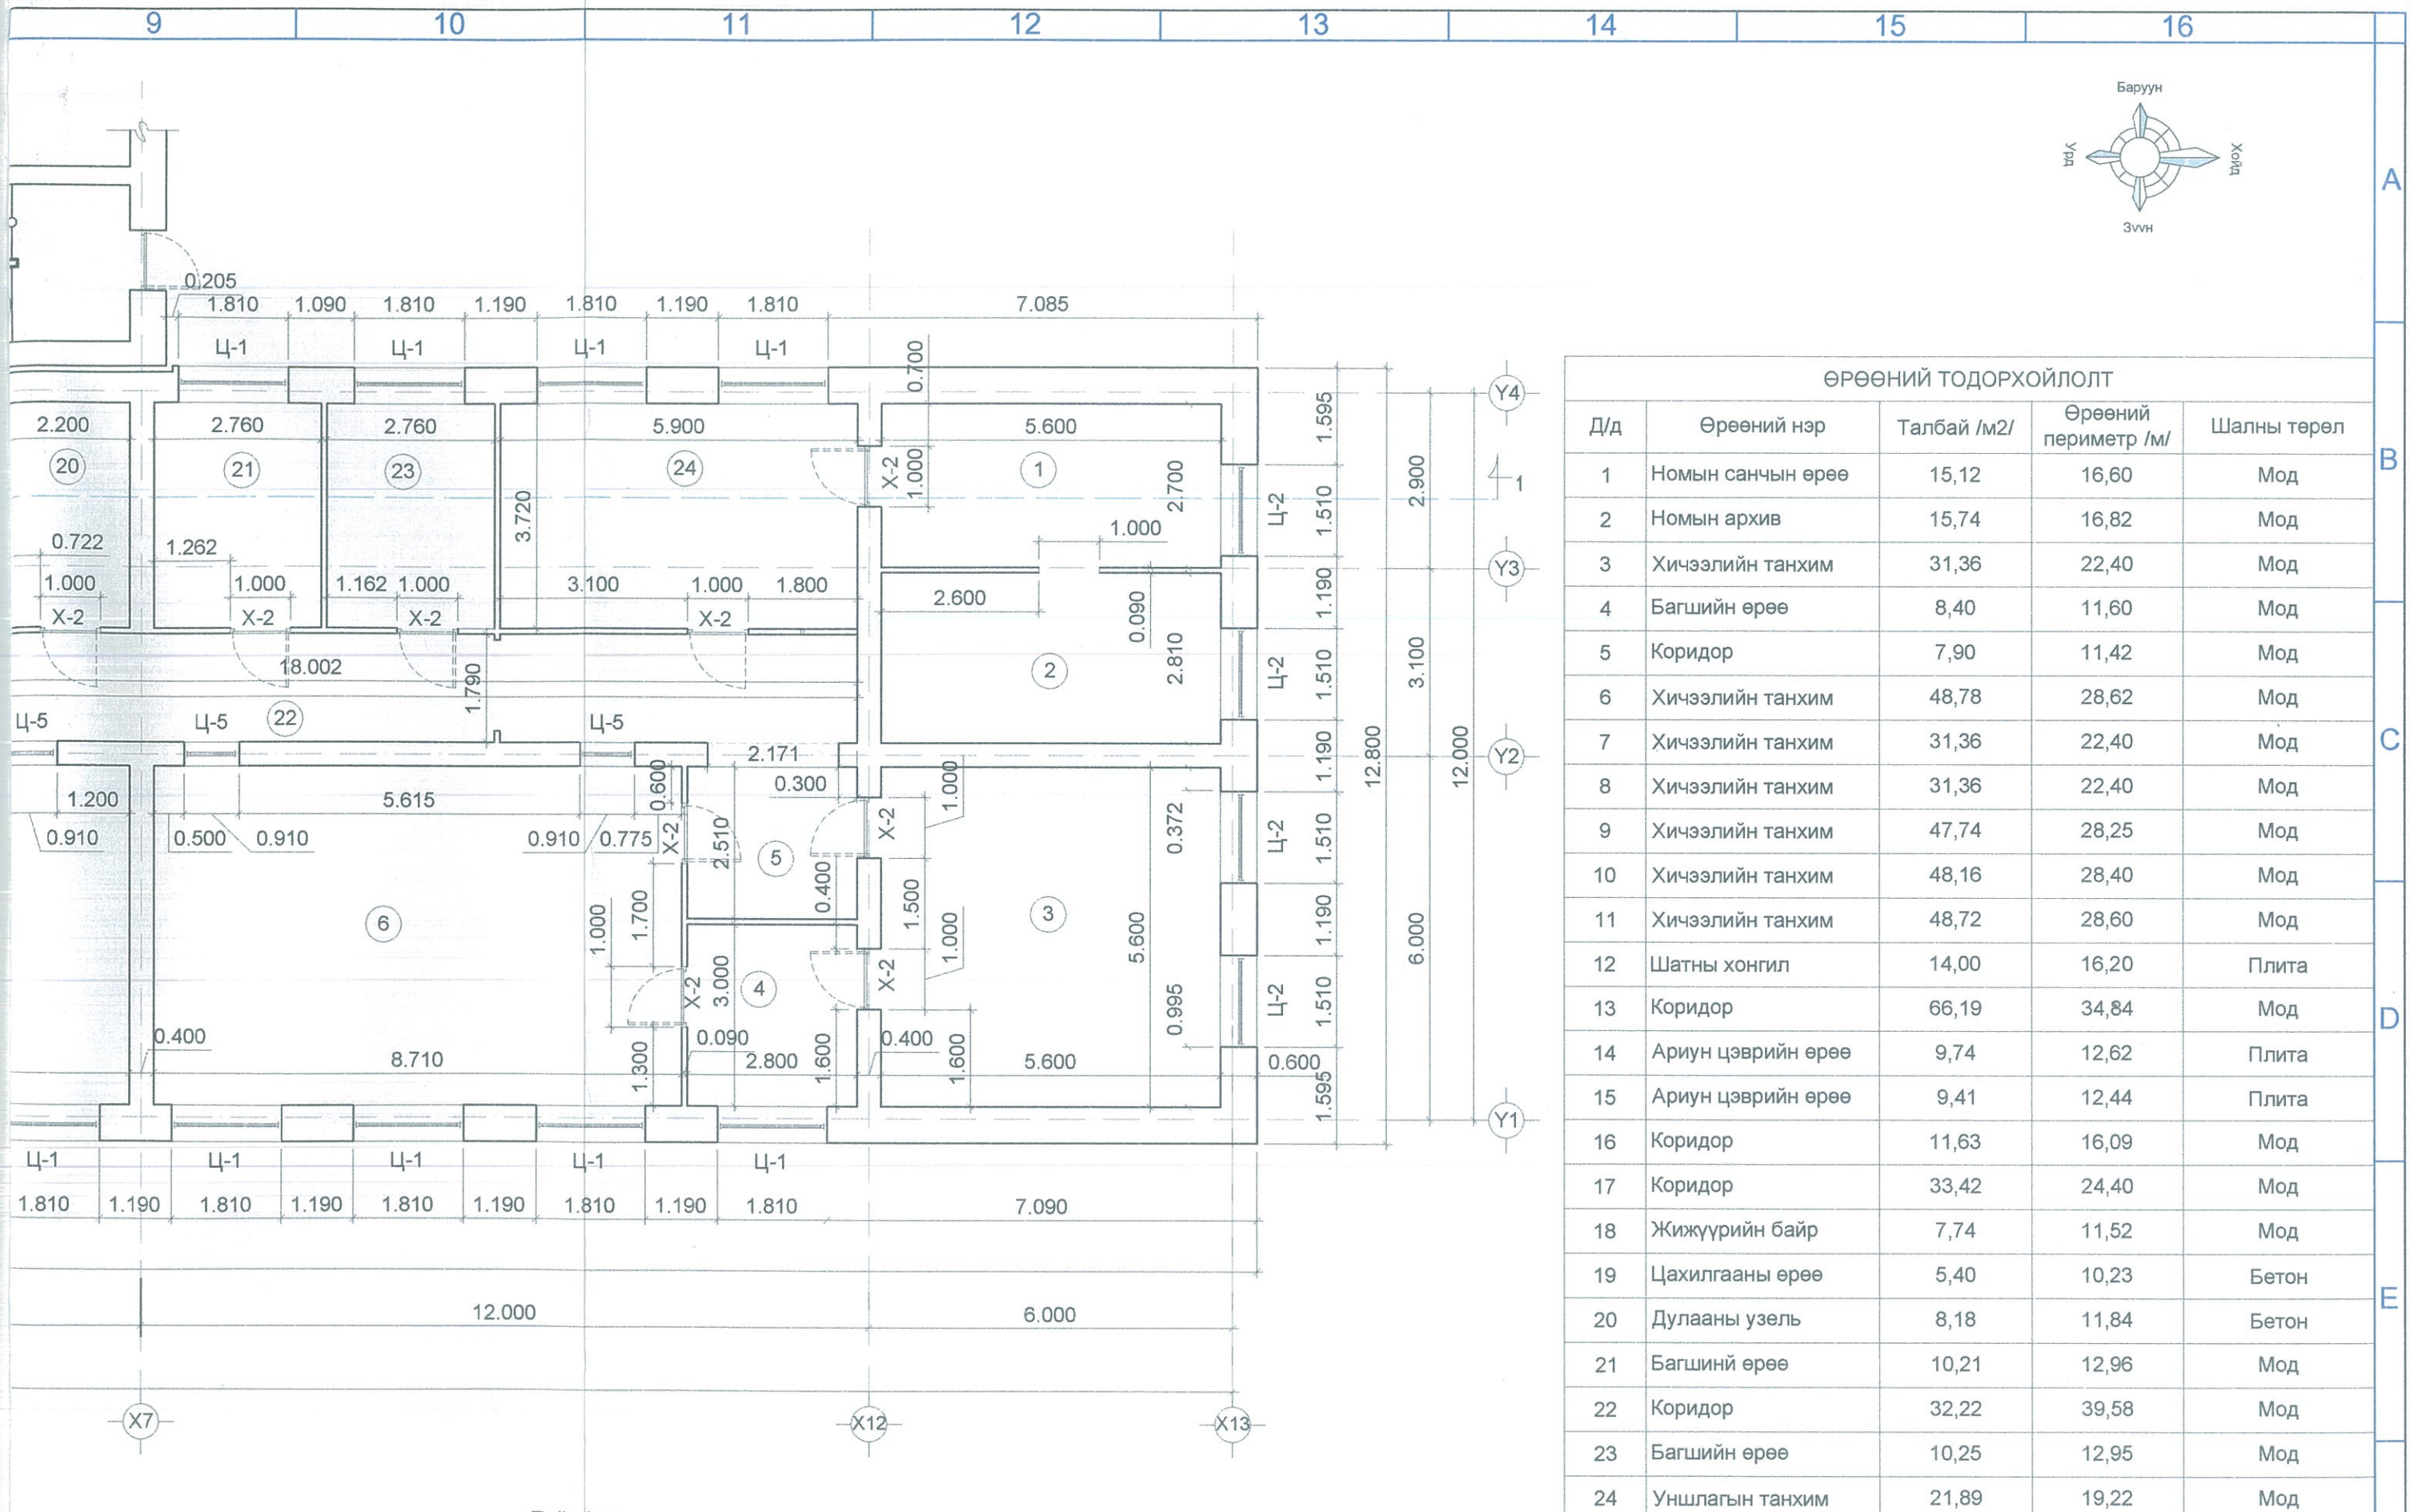 9 10 11 12 13 14 15 16
Баруун
Урд
Хойд
Зүүн
A
0.205
1.810 1.090 1.810 1.190 1.810 1.190 1.810 7.085
Ц-1 Ц-1 Ц-1 Ц-1
0.700
2.200 2.760 2.760 5.900 5.600
20 21 23 24 1
Х-2
1.000
3.720
2.700
1.000
0.722 1.262
1.000 1.000 1.162 1.000 3.100 1.000 1.800
Х-2 Х-2 Х-2 Х-2
2.600
0.090
18.002
1.790
2
2.810
Ц-5 Ц-5 22 Ц-5
2.171
0.600
0.300
1.000
1.200 5.615
0.910 0.500 0.910 0.910 0.775
Х-2
2.510
5
Х-2
0.372
0.400
1.500
6
1.000
1.700
1.000
3
5.600
Х-2
3.000
4
Х-2
0.995
0.400
8.710
1.300
0.090
2.800
1.600
0.400
1.600
5.600
0.600
Ц-2 Ц-2 Ц-2 Ц-2
1.595
1.510
1.190
1.510
1.190
1.510
1.190
1.510
1.595
12.800
2.900
3.100
6.000
12.000
Y4
1
Y3
Y2
Y1
Ц-1 Ц-1 Ц-1 Ц-1 Ц-1
1.810 1.190 1.810 1.190 1.810 1.190 1.810 1.190 1.810 7.090
12.000 6.000
X7 X12 X13
B
C
D
E
ӨРӨӨНИЙ ТОДОРХОЙЛОЛТ
Д/д Өрөөний нэр Талбай /м2/ Өрөөний периметр /м/ Шалны төрөл
1 Номын санчын өрөө 15,12 16,60 Мод
2 Номын архив 15,74 16,82 Мод
3 Хичээлийн танхим 31,36 22,40 Мод
4 Багшийн өрөө 8,40 11,60 Мод
5 Коридор 7,90 11,42 Мод
6 Хичээлийн танхим 48,78 28,62 Мод
7 Хичээлийн танхим 31,36 22,40 Мод
8 Хичээлийн танхим 31,36 22,40 Мод
9 Хичээлийн танхим 47,74 28,25 Мод
10 Хичээлийн танхим 48,16 28,40 Мод
11 Хичээлийн танхим 48,72 28,60 Мод
12 Шатны хонгил 14,00 16,20 Плита
13 Коридор 66,19 34,84 Мод
14 Ариун цэврийн өрөө 9,74 12,62 Плита
15 Ариун цэврийн өрөө 9,41 12,44 Плита
16 Коридор 11,63 16,09 Мод
17 Коридор 33,42 24,40 Мод
18 Жижүүрийн байр 7,74 11,52 Мод
19 Цахилгааны өрөө 5,40 10,23 Бетон
20 Дулааны узель 8,18 11,84 Бетон
21 Багшинй өрөө 10,21 12,96 Мод
22 Коридор 32,22 39,58 Мод
23 Багшийн өрөө 10,25 12,95 Мод
24 Уншлагын танхим 21,89 19,22 Мод